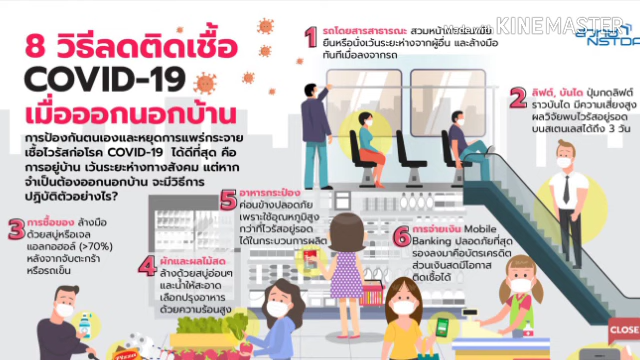 8 วิธีลดติดเชื้อ
COVID-19
เมื่อออกนอกบ้าน
การป้องกันตนเองและหยุดการแพร่กระจาย
เชื้อไวรัสก่อโรค COVID-19 ได้ดีที่สุด คือ
การอยู่บ้าน เว้นระยะห่างทางสังคม แต่หาก
จำเป็นต้องออกนอกบ้าน จะมีวิธีการ
ปฏิบัติตัวอย่างไร?
1 รถโดยสารสาธารณะ สวมหน้ากากอนามัย
ยืนหรือนั่งเว้นระยะห่างจากผู้อื่น และล้างมือ
ทันทีเมื่อลงจากรถ
KINEMASTER
สวทช
NSTDA
2 ลิฟต์, บันได ปุ่มกดลิฟต์
ราวบันได มีความเสี่ยงสูง
ผลวิจัยพบไวรัสอยู่รอด
บนสเตนเลสได้ถึง 3 วัน
3 การซื้อของ ล้างมือ
ด้วยสบู่หรือเจล
แอลกอฮอล์ (>70%)
หลังจากจับตะกร้า
หรือรถเข็น
4 ผักและผลไม้สด
ล้างด้วยสบู่อ่อนๆ
และน้ำให้สะอาด
เลือกปรุงอาหาร
ด้วยความร้อนสูง
5 อาหารกระป๋อง
ค่อนข้างปลอดภัย
เพราะใช้อุณหภูมิสูง
กว่าที่ไวรัสอยู่รอด
ได้ในกระบวนการผลิต
6 การจ่ายเงิน Mobile
Banking ปลอดภัยที่สุด
รองลงมาคือบัตรเครดิต
ส่วนเงินสดมีโอกาส
ติดเชื้อได้
CLOSE